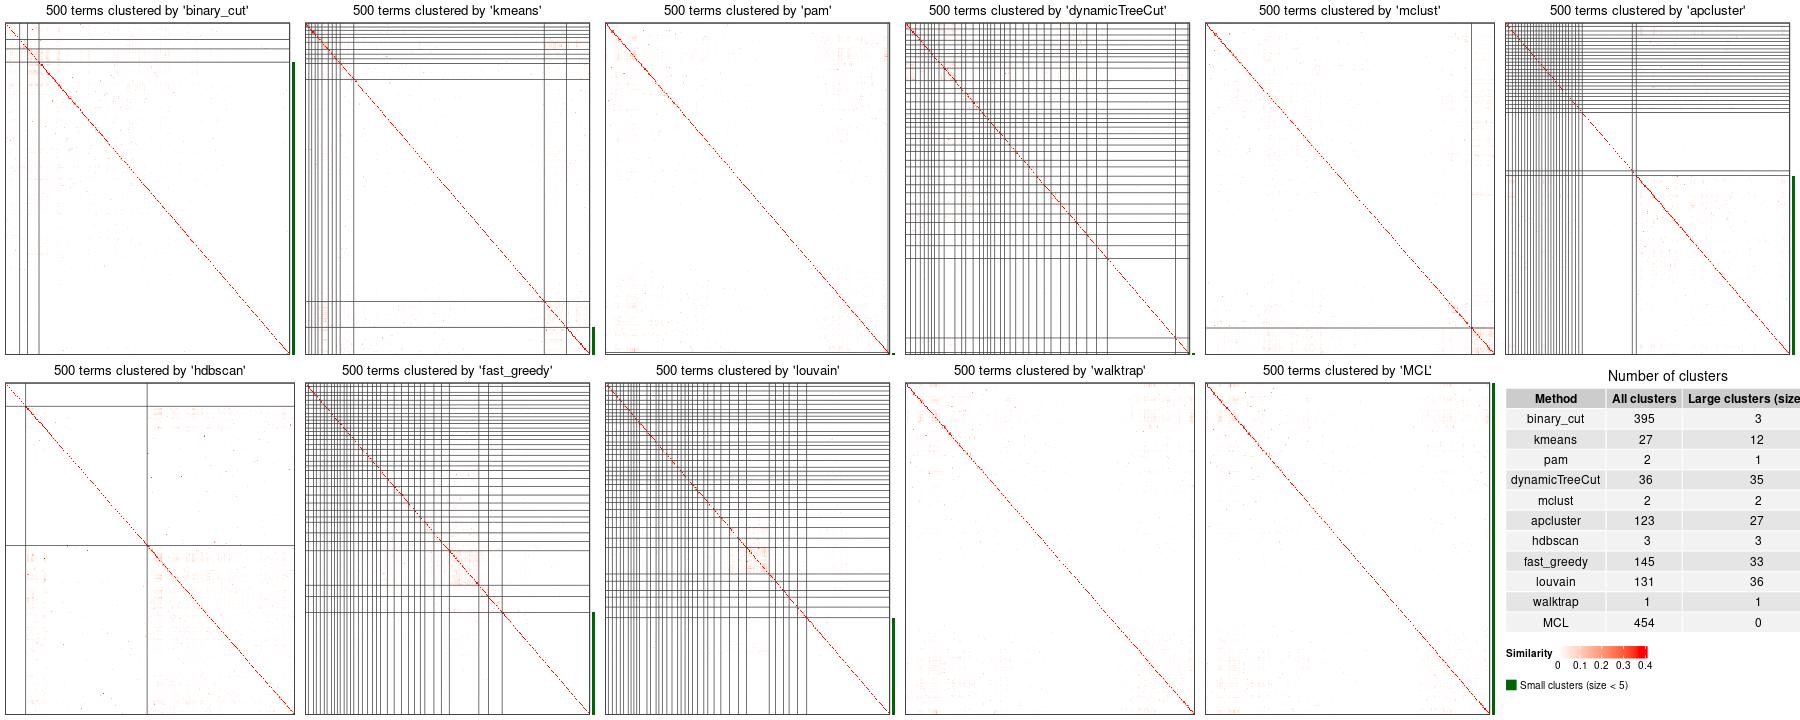 500 terms clustered by 'binary_cut'
500 terms clustered by 'kmeans'
500 terms clustered by 'pam'
500 terms clustered by 'dynamicTreeCut'
500 terms clustered by 'mclust'
500 terms clustered by 'apcluster'
500 terms clustered by 'hdbscan'
500 terms clustered by 'fast_greedy'
500 terms clustered by 'louvain'
500 terms clustered by 'walktrap'
500 terms clustered by 'MCL'
Number of clusters
Method All clusters Large clusters (size
binary_cut 395 3
kmeans 27 12
pam 2 1
dynamicTreeCut 36 35
mclust 2 2
apcluster 123 27
hdbscan 3 3
fast_greedy 145 33
louvain 131 36
walktrap 1 1
MCL 454 0
Similarity
0 0.1 0.2 0.3 0.4
Small clusters (size < 5)